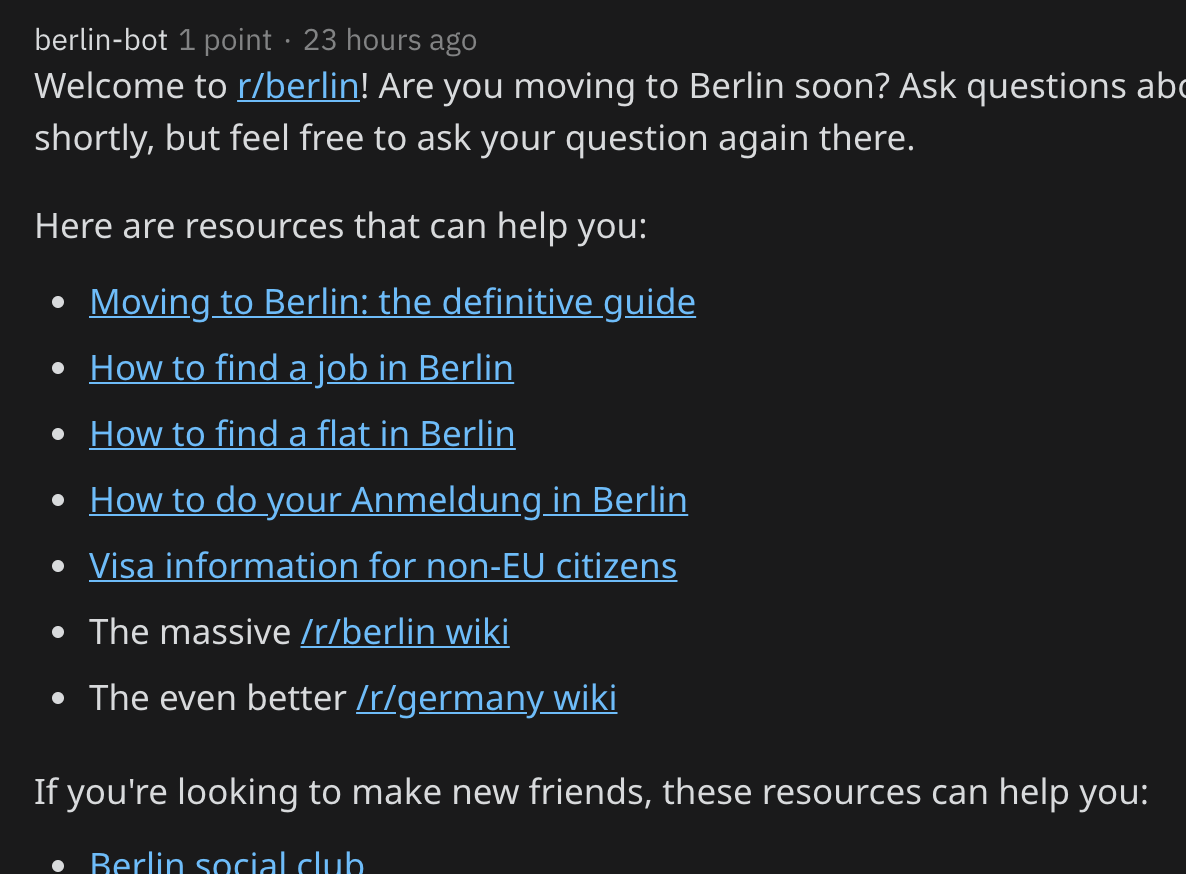 berlin-bot 1 point · 23 hours ago
Welcome to r/berlin! Are you moving to Berlin soon? Ask questions
shortly, but feel free to ask your question again there.
Here are resources that can help you:
• Moving to Berlin: the definitive guide
• How to find a job in Berlin
• How to find a flat in Berlin
• How to do your Anmeldung in Berlin
• Visa information for non-EU citizens
• The massive /r/berlin wiki
• The even better /r/germany wiki
If you're looking to make new friends, these resources can help you:
• Berlin social club